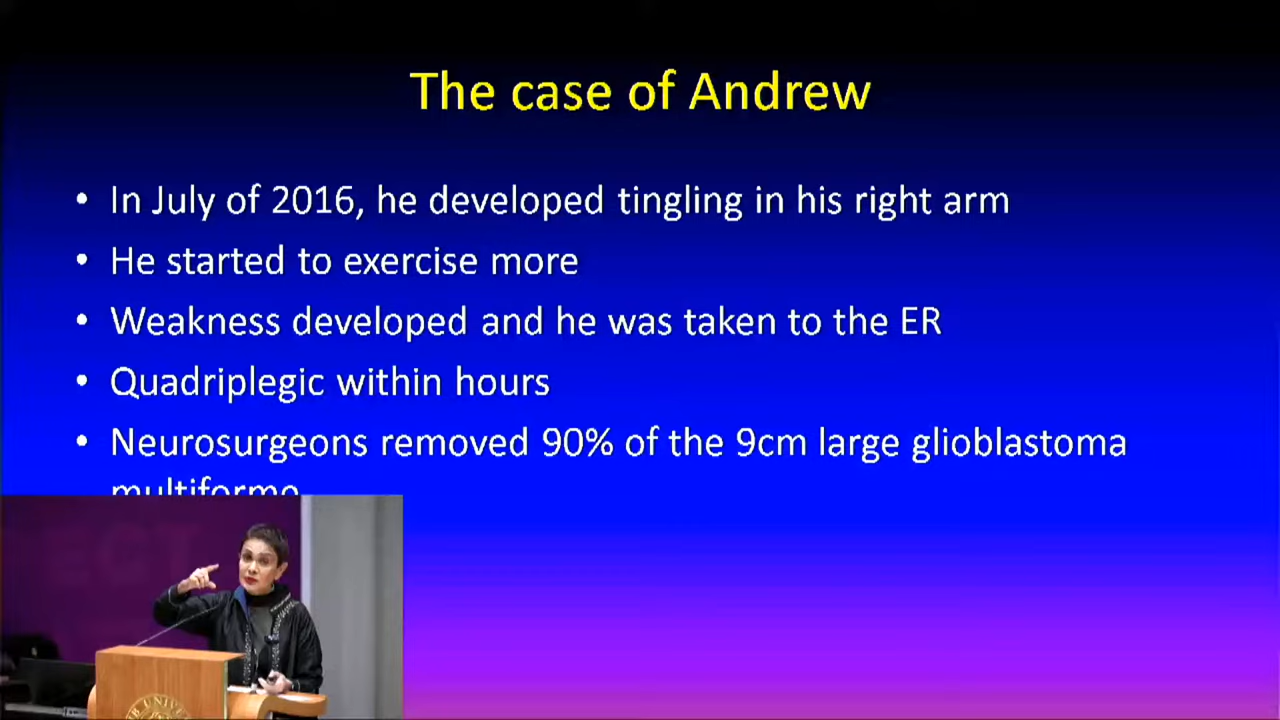 The case of Andrew
• In July of 2016, he developed tingling in his right arm
• He started to exercise more
• Weakness developed and he was taken to the ER
• Quadriplegic within hours
• Neurosurgeons removed 90% of the 9cm large glioblastoma
multiforme